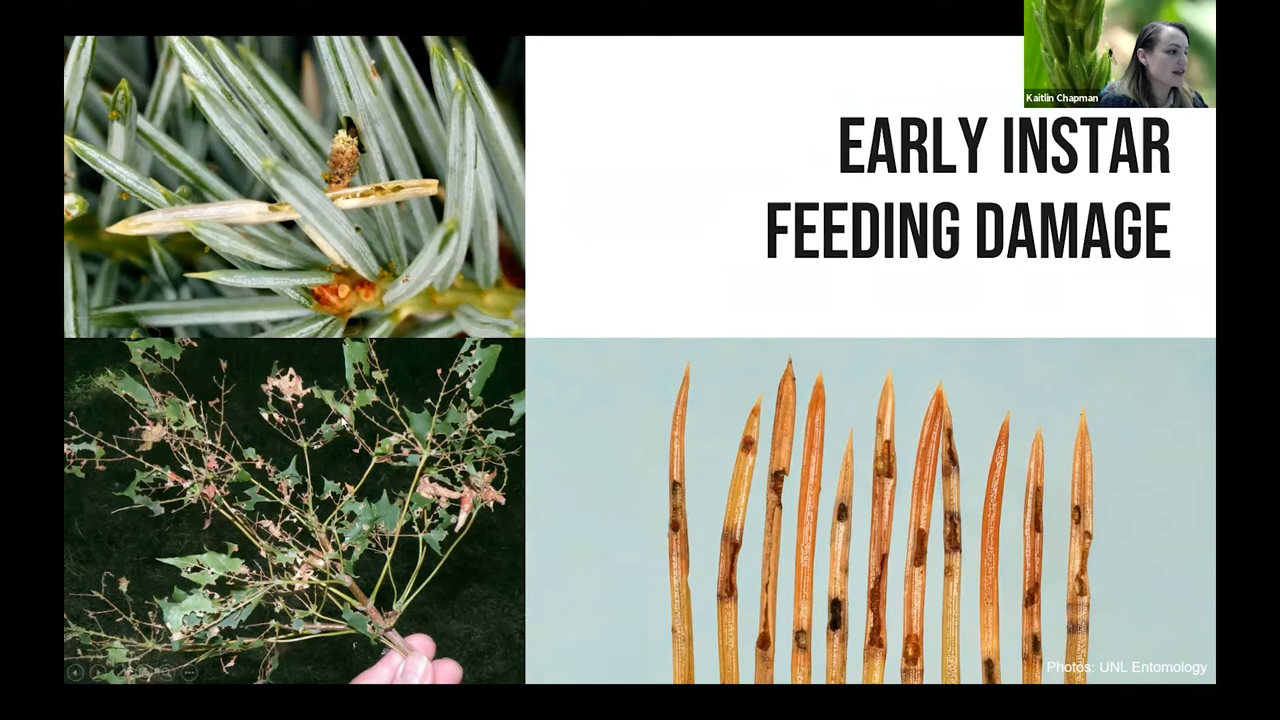 Kaitlin Chapman
EARLY INSTAR
FEEDING DAMAGE
Photos: UNL Entomology